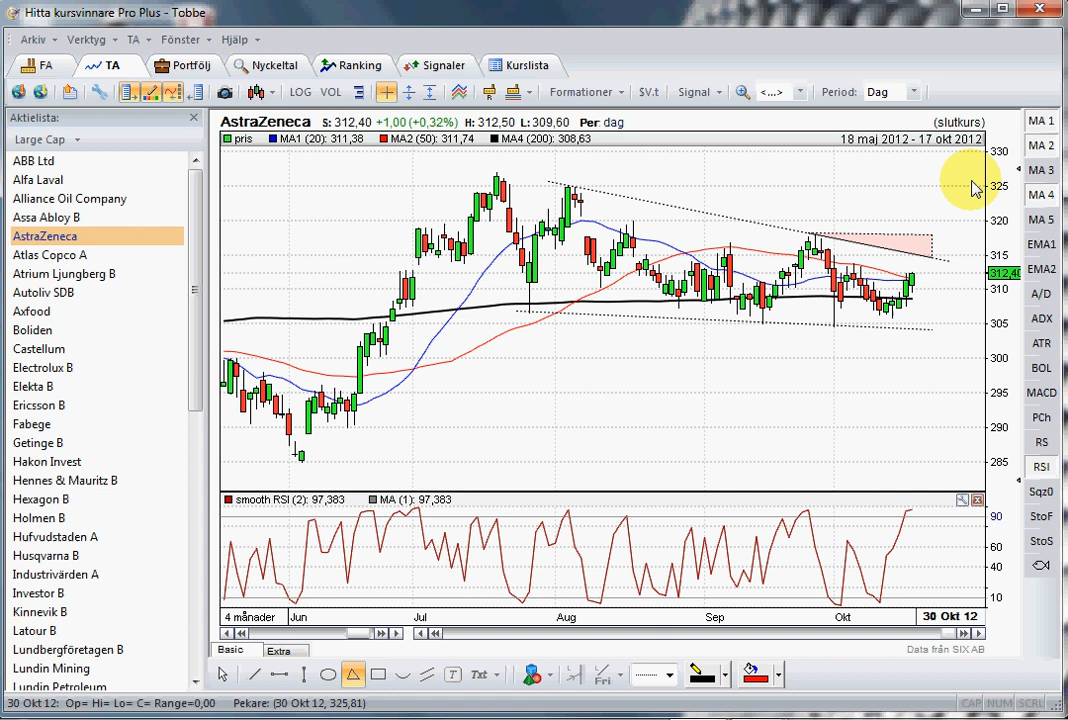 Hitta kursvinnare Pro Plus - Tobbe
Arkiv Verktyg TA Fönster Hjälp
FA TA Portfölj Nyckeltal Ranking Signaler Kurslista
LOG VOL Formationer $V.t Signal <...> Period: Dag
Aktielista:
Large Cap
ABB Ltd
Alfa Laval
Alliance Oil Company
Assa Abloy B
AstraZeneca
Atlas Copco A
Atrium Ljungberg B
Autoliv SDB
Axfood
Boliden
Castellum
Electrolux B
Elekta B
Ericsson B
Fabege
Getinge B
Hakon Invest
Hennes & Mauritz B
Hexagon B
Holmen B
Hufvudstaden A
Husqvarna B
Industrivärden A
Investor B
Kinnevik B
Latour B
Lundbergföretagen B
Lundin Mining
Lundin Petroleum
AstraZeneca S: 312,40 +1,00 (+0,32%) H: 312,50 L: 309,60 Per: dag (slutkurs)
pris MA1 (20): 311,38 MA2 (50): 311,74 MA4 (200): 308,63 18 maj 2012 - 17 okt 2012
330
325
320
315
312,40
310
305
300
295
290
285
smooth RSI (2): 97,383 MA (1): 97,383
90
60
40
10
4 månader Jun Jul Aug Sep Okt 30 Okt 12
Basic Extra
Data från SIX AB
MA 1
MA 2
MA 3
MA 4
MA 5
EMA1
EMA2
A/D
ADX
ATR
BOL
MACD
PCh
RS
RSI
Sqz0
StoF
StoS
T Txt Fri
30 Okt 12: Op= Hi= Lo= C= Range=0,00 Pekare: (30 Okt 12, 325,81) CAP NUM SCRL